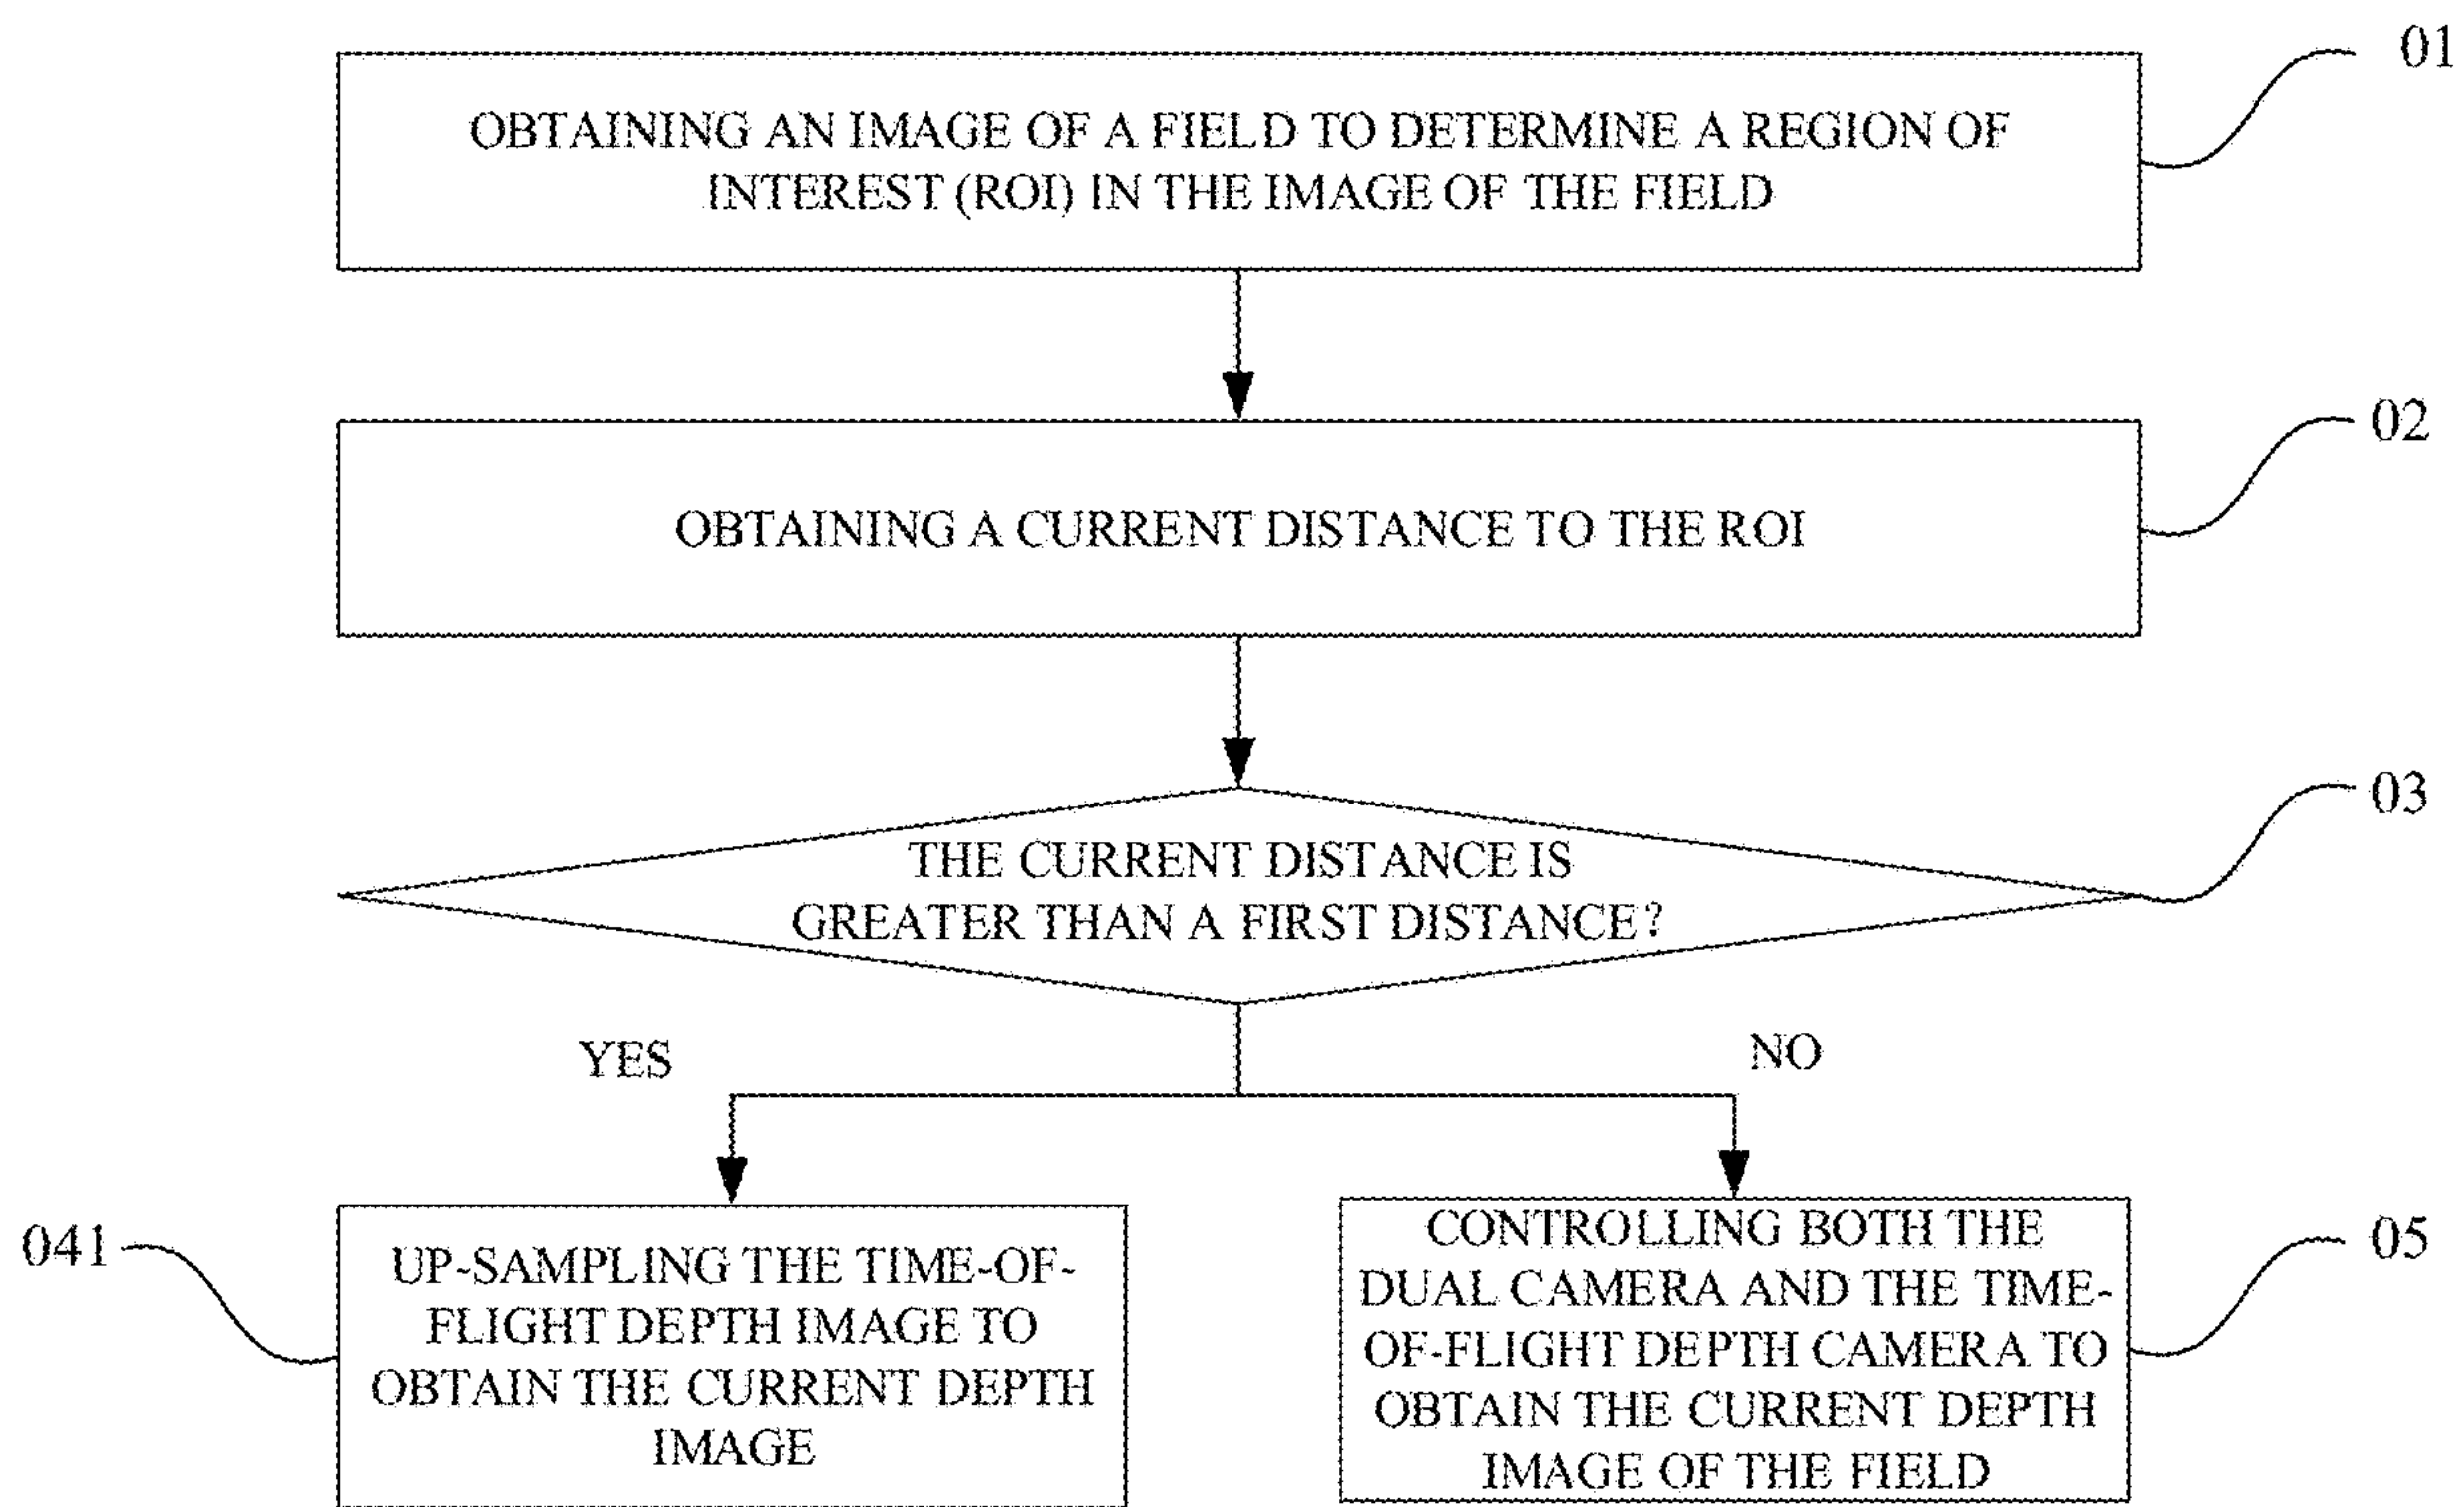 01
OBTAINING AN IMAGE OF A FIELD TO DETERMINE A REGION OF
INTEREST (ROI) IN THE IMAGE OF THE FIELD
02
OBTAINING A CURRENT DISTANCE TO THE ROI
03
THE CURRENT DISTANCE IS
GREATER THAN A FIRST DISTANCE?
YES
NO
041
UP-SAMPLING THE TIME-OF-
FLIGHT DEPTH IMAGE TO
OBTAIN THE CURRENT DEPTH
IMAGE
CONTROLLING BOTH THE
DUAL CAMERA AND THE TIME-
OF-FLIGHT DEPTH CAMERA TO
OBTAIN THE CURRENT DEPTH
IMAGE OF THE FIELD
05